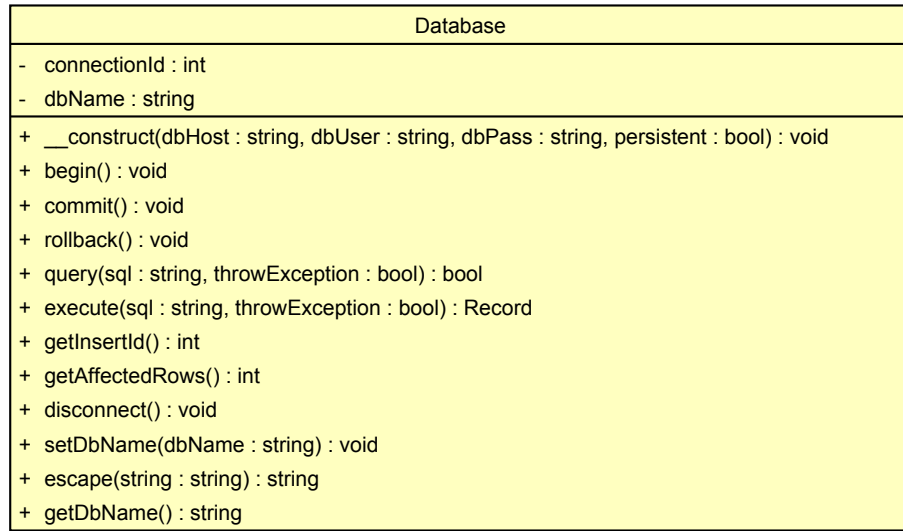 Database
- connectionId : int
- dbName : string
+ __construct(dbHost : string, dbUser : string, dbPass : string, persistent : bool) : void
+ begin() : void
+ commit() : void
+ rollback() : void
+ query(sql : string, throwException : bool) : bool
+ execute(sql : string, throwException : bool) : Record
+ getInsertId() : int
+ getAffectedRows() : int
+ disconnect() : void
+ setDbName(dbName : string) : void
+ escape(string : string) : string
+ getDbName() : string